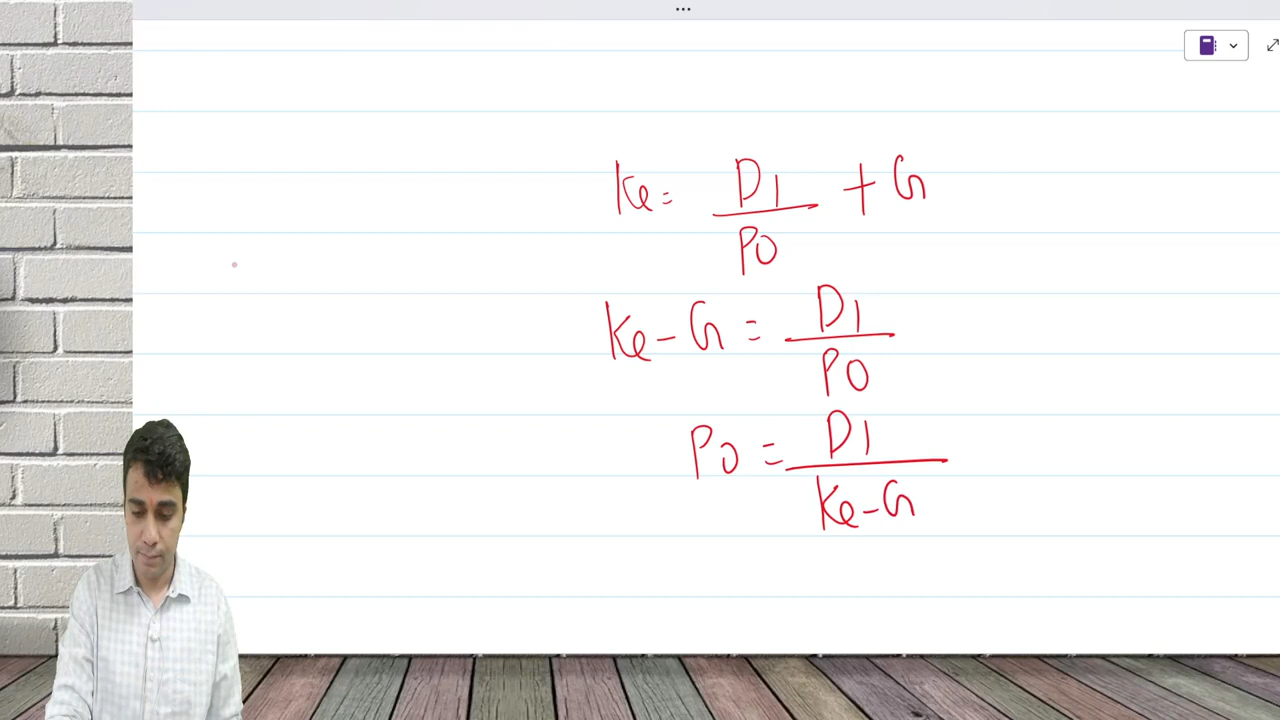 Ke = D1/P0 + G
Ke - G = D1/P0
P0 = D1/Ke - G